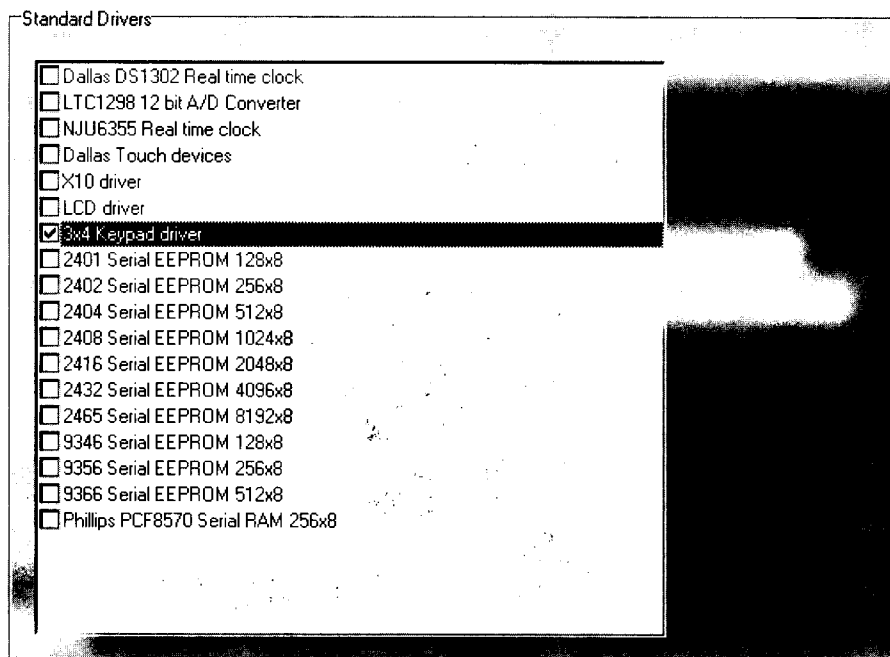 Standard Drivers
Dallas DS1302 Real time clock
LTC1298 12 bit A/D Converter
NJU6355 Real time clock
Dallas Touch devices
X10 driver
LCD driver
3x4 Keypad driver
2401 Serial EEPROM 128x8
2402 Serial EEPROM 256x8
2404 Serial EEPROM 512x8
2408 Serial EEPROM 1024x8
2416 Serial EEPROM 2048x8
2432 Serial EEPROM 4096x8
2465 Serial EEPROM 8192x8
9346 Serial EEPROM 128x8
9356 Serial EEPROM 256x8
9366 Serial EEPROM 512x8
Phillips PCF8570 Serial RAM 256x8